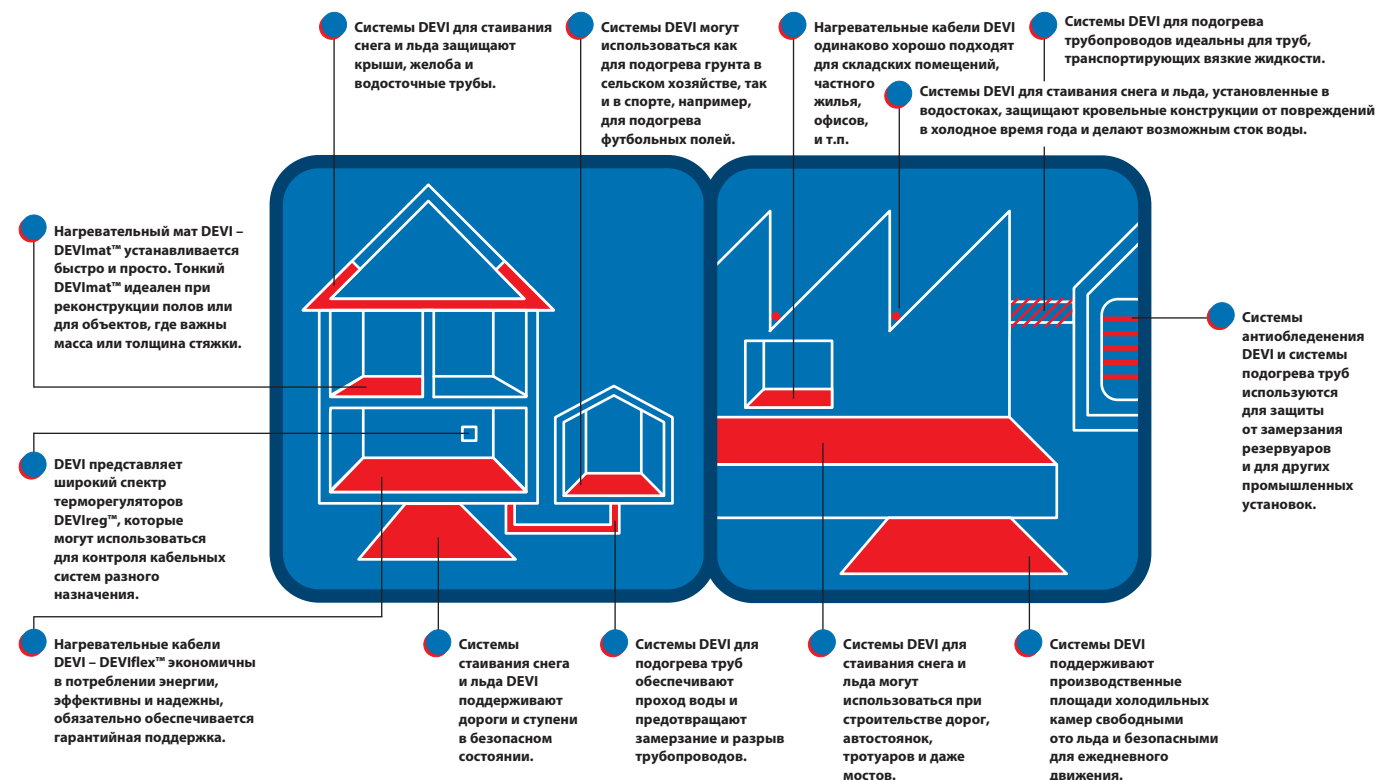 Системы DEVI для стаивания
снега и льда защищают
крыши, желоба и
водосточные трубы.
Системы DEVI могут
использоваться как
для подогрева грунта в
сельском хозяйстве, так
и в спорте, например,
для подогрева
футбольных полей.
Нагревательные кабели DEVI
одинаково хорошо подходят
для складских помещений,
частного
жилья,
офисов,
и т.п.
Системы DEVI для подогрева
трубопроводов идеальны для труб,
транспортирующих вязкие жидкости.
Системы DEVI для стаивания снега и льда, установленные в
водостоках, защищают кровельные конструкции от повреждений
в холодное время года и делают возможным сток воды.
Нагревательный мат DEVI –
DEVImat™ устанавливается
быстро и просто. Тонкий
DEVImat™ идеален при
реконструкции полов или
для объектов, где важны
масса или толщина стяжки.
Системы
антиобледенения
DEVI и системы
подогрева труб
используются
для защиты
от замерзания
резервуаров
и для других
промышленных
установок.
DEVI представляет
широкий спектр
терморегуляторов
DEVIreg™, которые
могут использоваться
для контроля кабельных
систем разного
назначения.
Нагревательные кабели
DEVI – DEVIflex™ экономичны
в потреблении энергии,
эффективны и надежны,
обязательно обеспечивается
гарантийная поддержка.
Системы
стаивания снега
и льда DEVI
поддерживают
дороги и ступени
в безопасном
состоянии.
Системы DEVI для
подогрева труб
обеспечивают
проход воды и
предотвращают
замерзание и разрыв
трубопроводов.
Системы DEVI для
стаивания снега и
льда могут
использоваться при
строительстве дорог,
автостоянок,
тротуаров и даже
мостов.
Системы DEVI
поддерживают
производственные
площади холодильных
камер свободными
ото льда и безопасными
для ежедневного
движения.